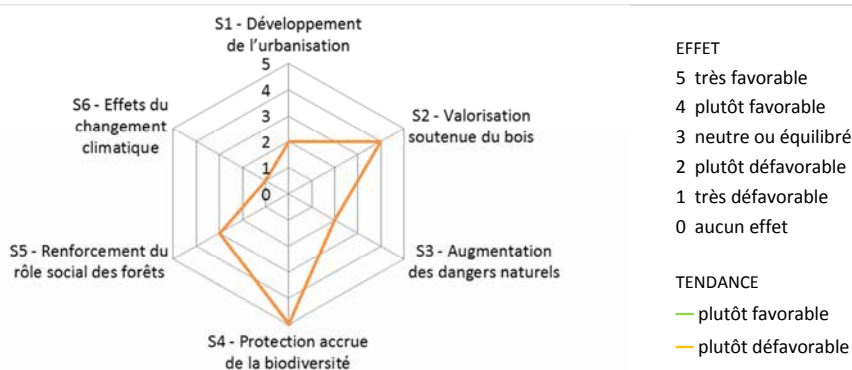 S1 - Développement
de l’urbanisation
5
4
3
2
1
0
S2 - Valorisation
soutenue du bois
S3 - Augmentation
des dangers naturels
S4 - Protection accrue
de la biodiversité
S5 - Renforcement du
rôle social des forêts
S6 - Effets du
changement
climatique
EFFET
5 très favorable
4 plutôt favorable
3 neutre ou équilibré
2 plutôt défavorable
1 très défavorable
0 aucun effet
TENDANCE
plutôt favorable
plutôt défavorable